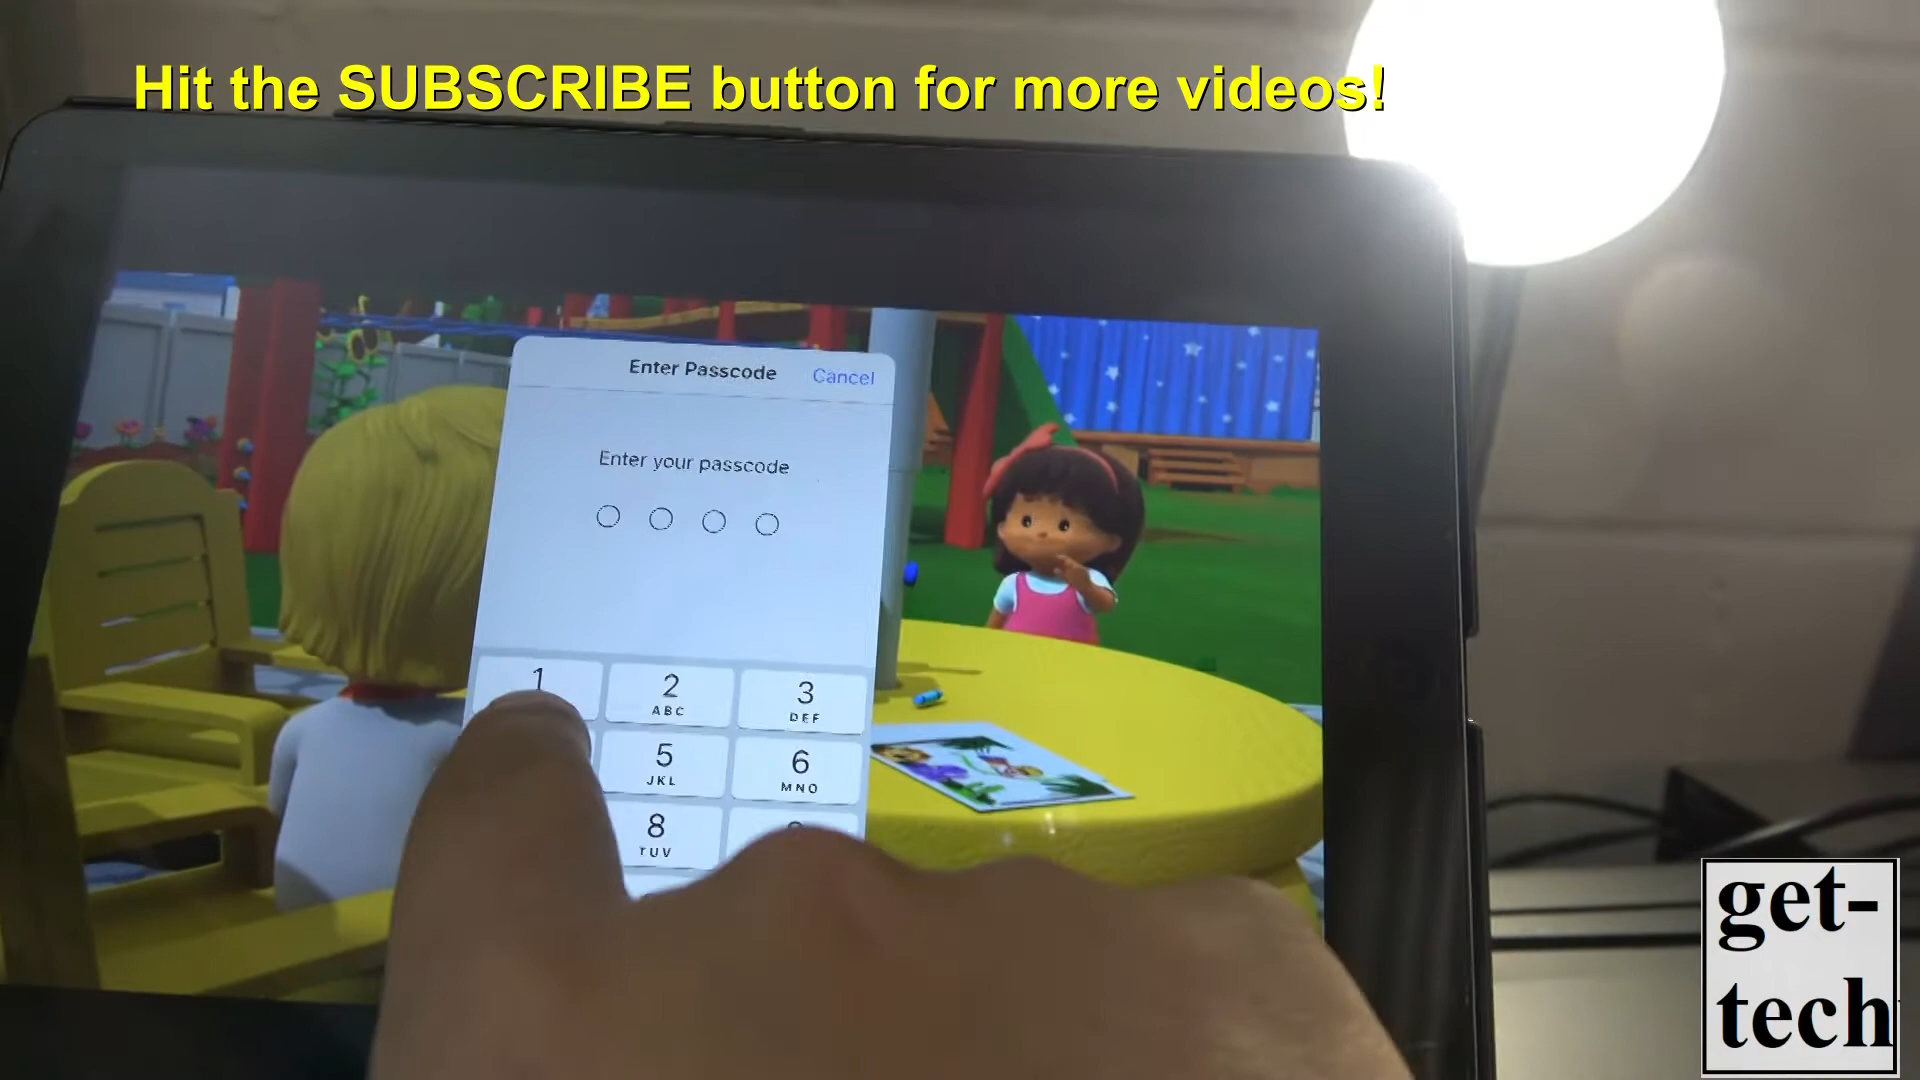 Hit the SUBSCRIBE button for more videos!
Enter Passcode Cancel
Enter your passcode
1 2 3
ABC DEF
5 6
JKL MNO
8
TUV
get-
tech